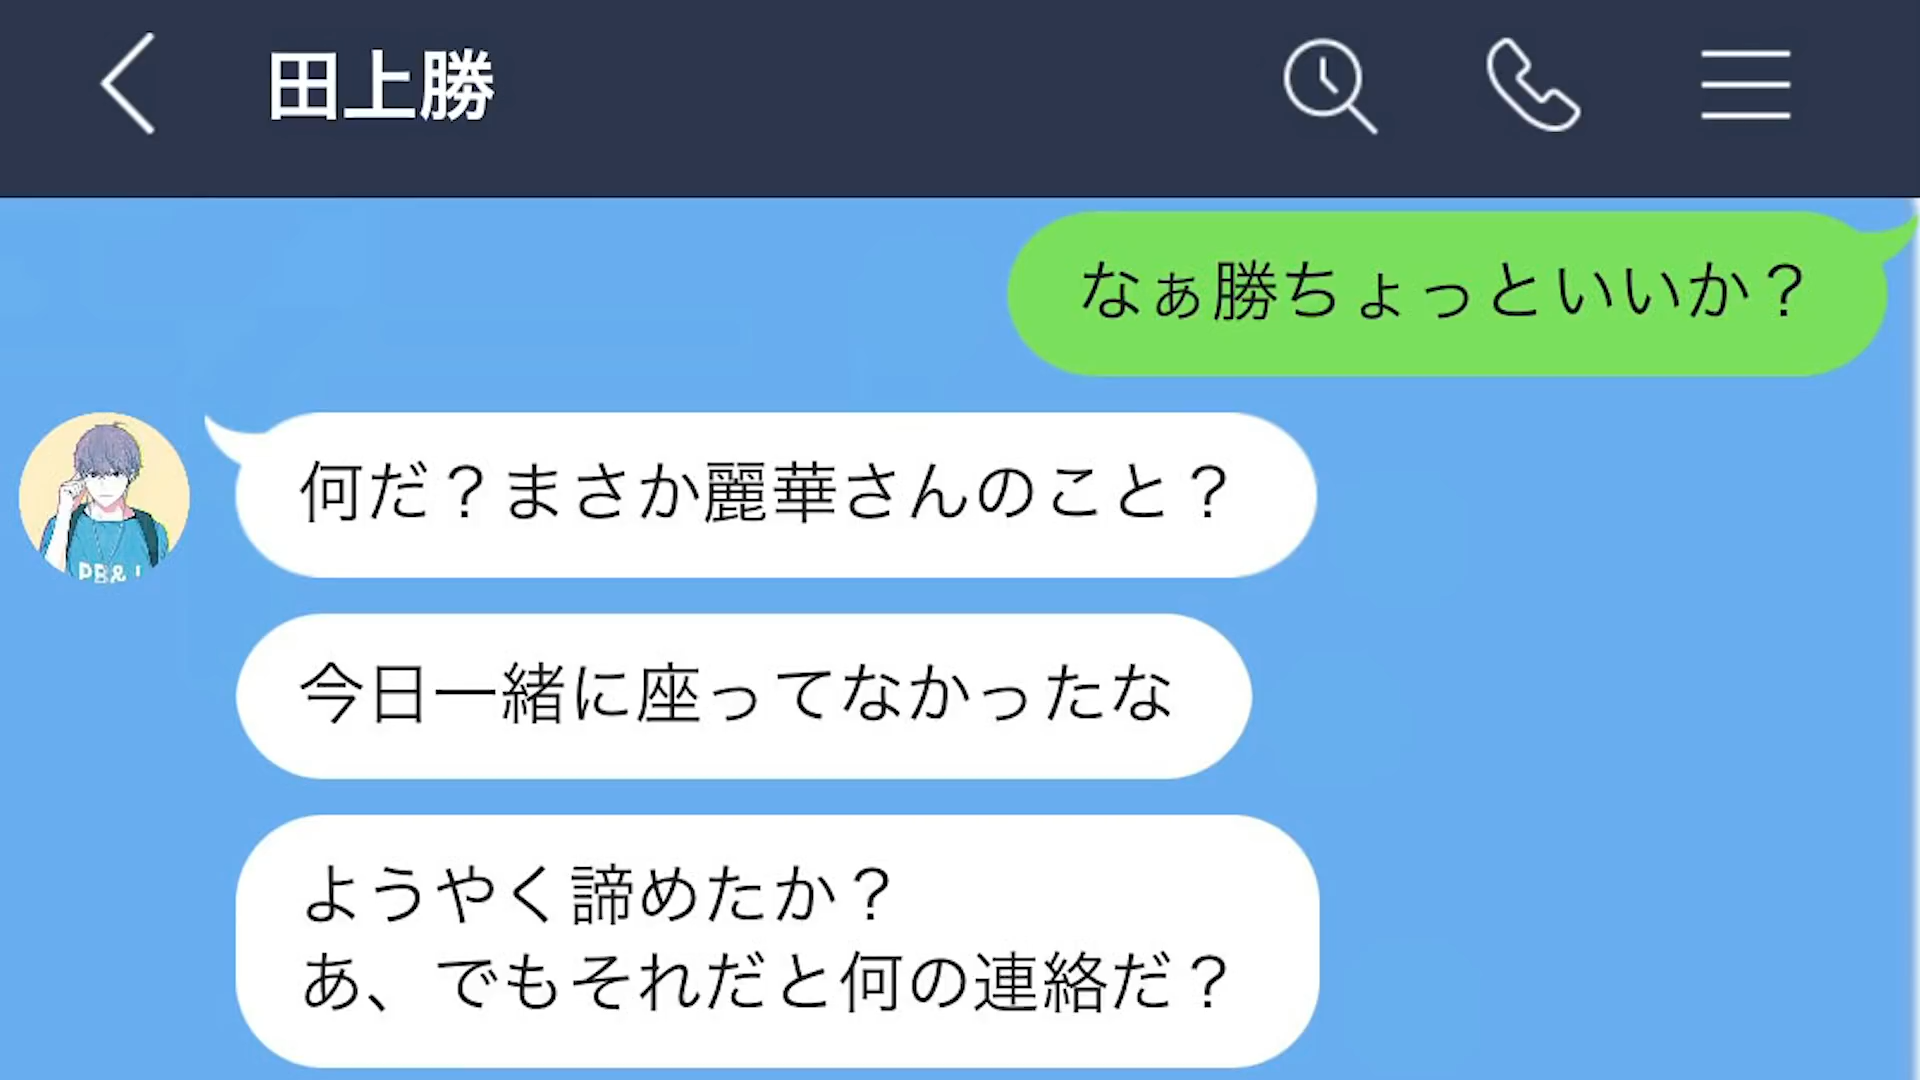 田上勝
なぁ勝ちょっといいか？
何だ？まさか麗華さんのこと？
今日一緒に座ってなかったな
ようやく諦めたか？
あ、でもそれだと何の連絡だ？
PB&